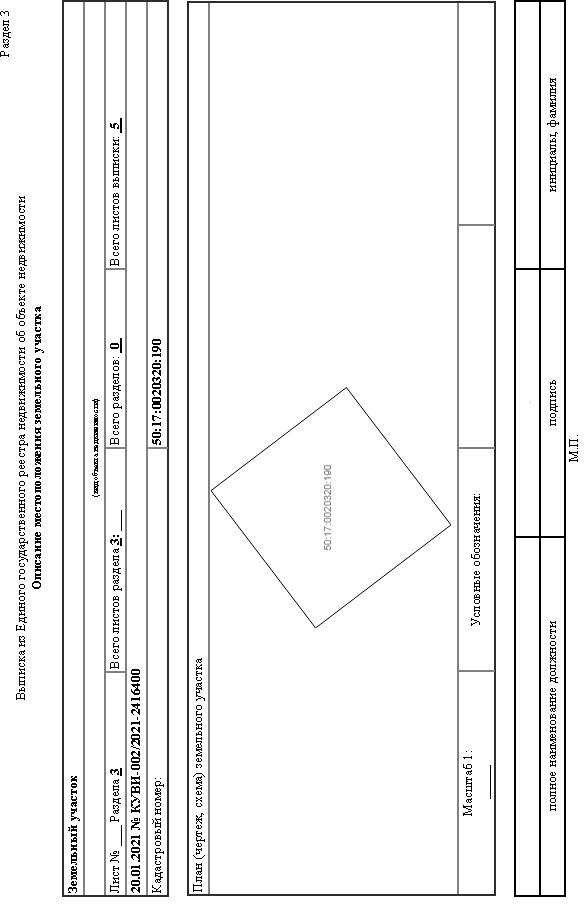 Раздел 3
Выписка из Единого государственного реестра недвижимости об объекте недвижимости
Описание местоположения земельного участка
Земельный участок
(вид объекта недвижимости)
Лист № ___ Раздела 3
Всего листов раздела 3: ___
Всего разделов: 0
Всего листов выписки: 5
20.01.2021 № КУВИ-002/2021-2416400
Кадастровый номер:
50:17:0020320:190
План (чертеж, схема) земельного участка
50:17:0020320:190
Масштаб 1:
Условные обозначения:
полное наименование должности
подпись
инициалы, фамилия
М.П.